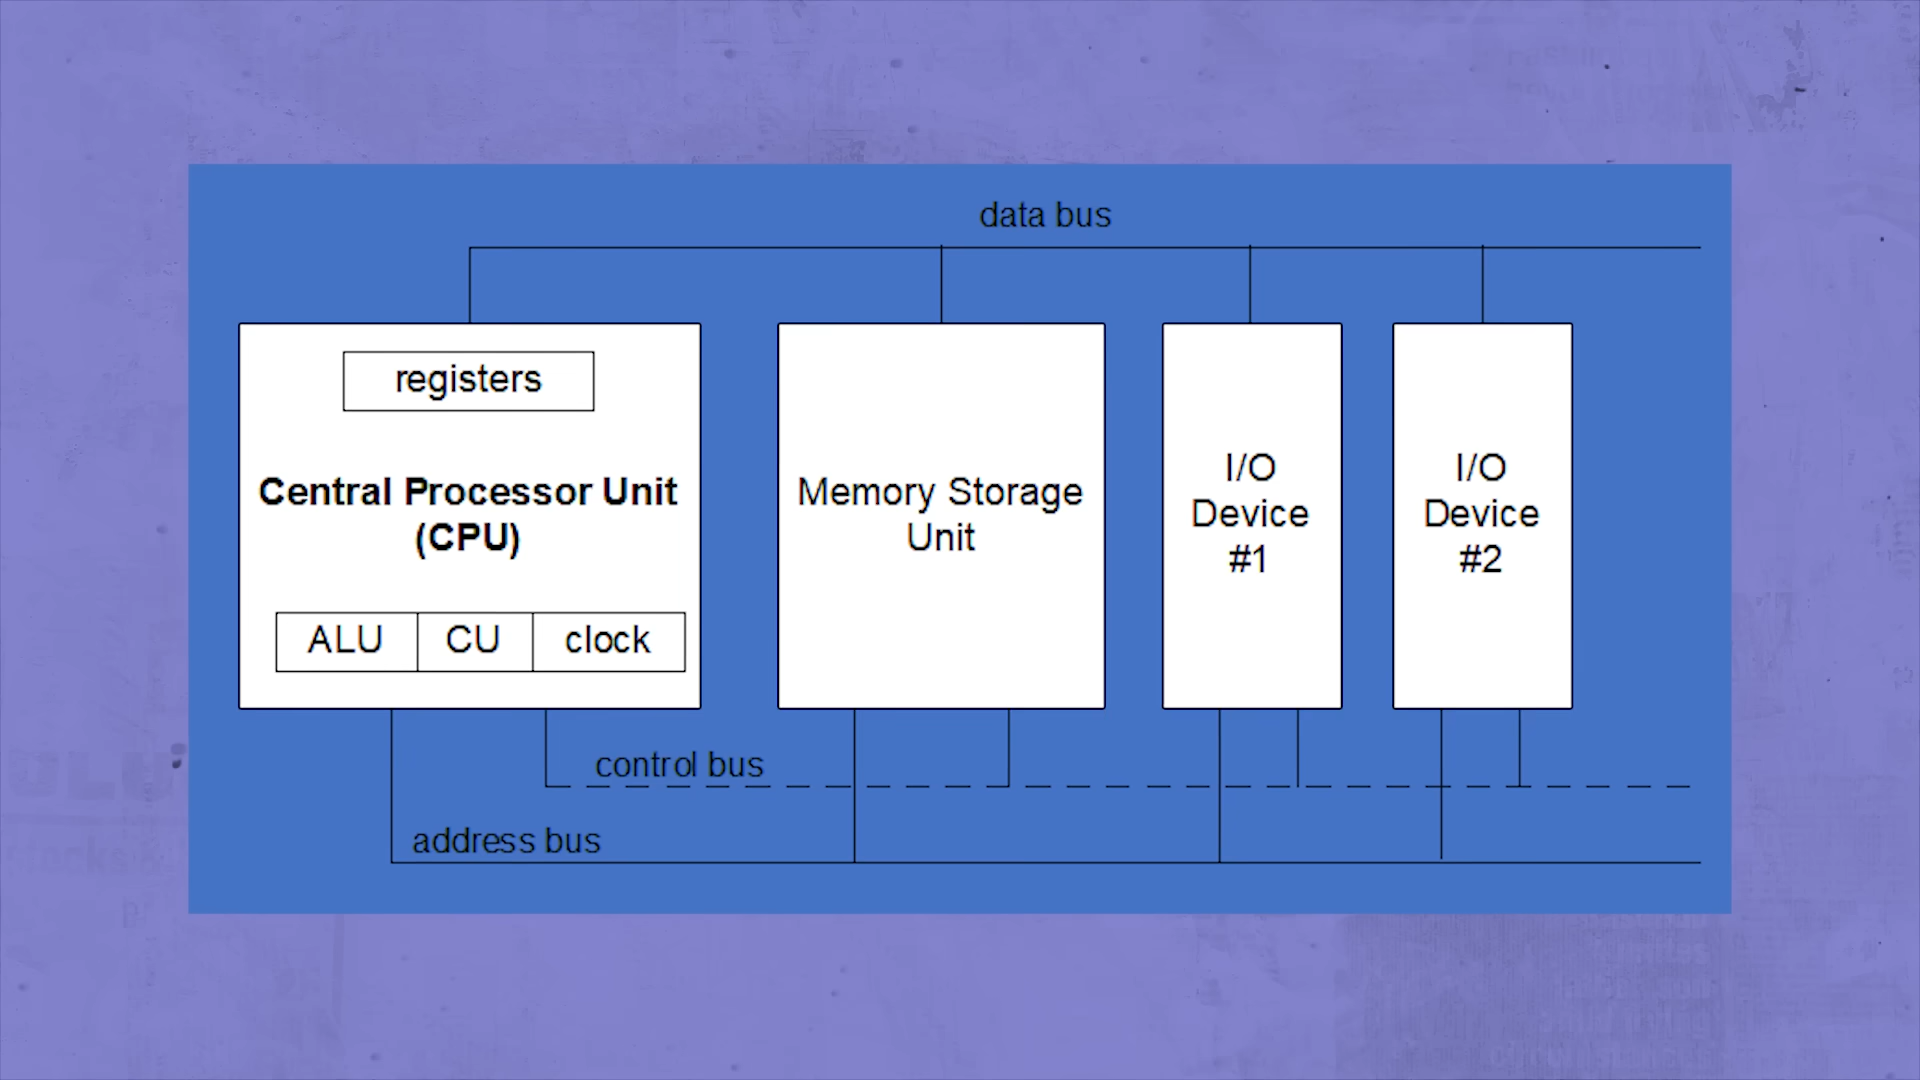 data bus
registers
Central Processor Unit
(CPU)
ALU
CU
clock
Memory Storage
Unit
I/O
Device
#1
I/O
Device
#2
control bus
address bus